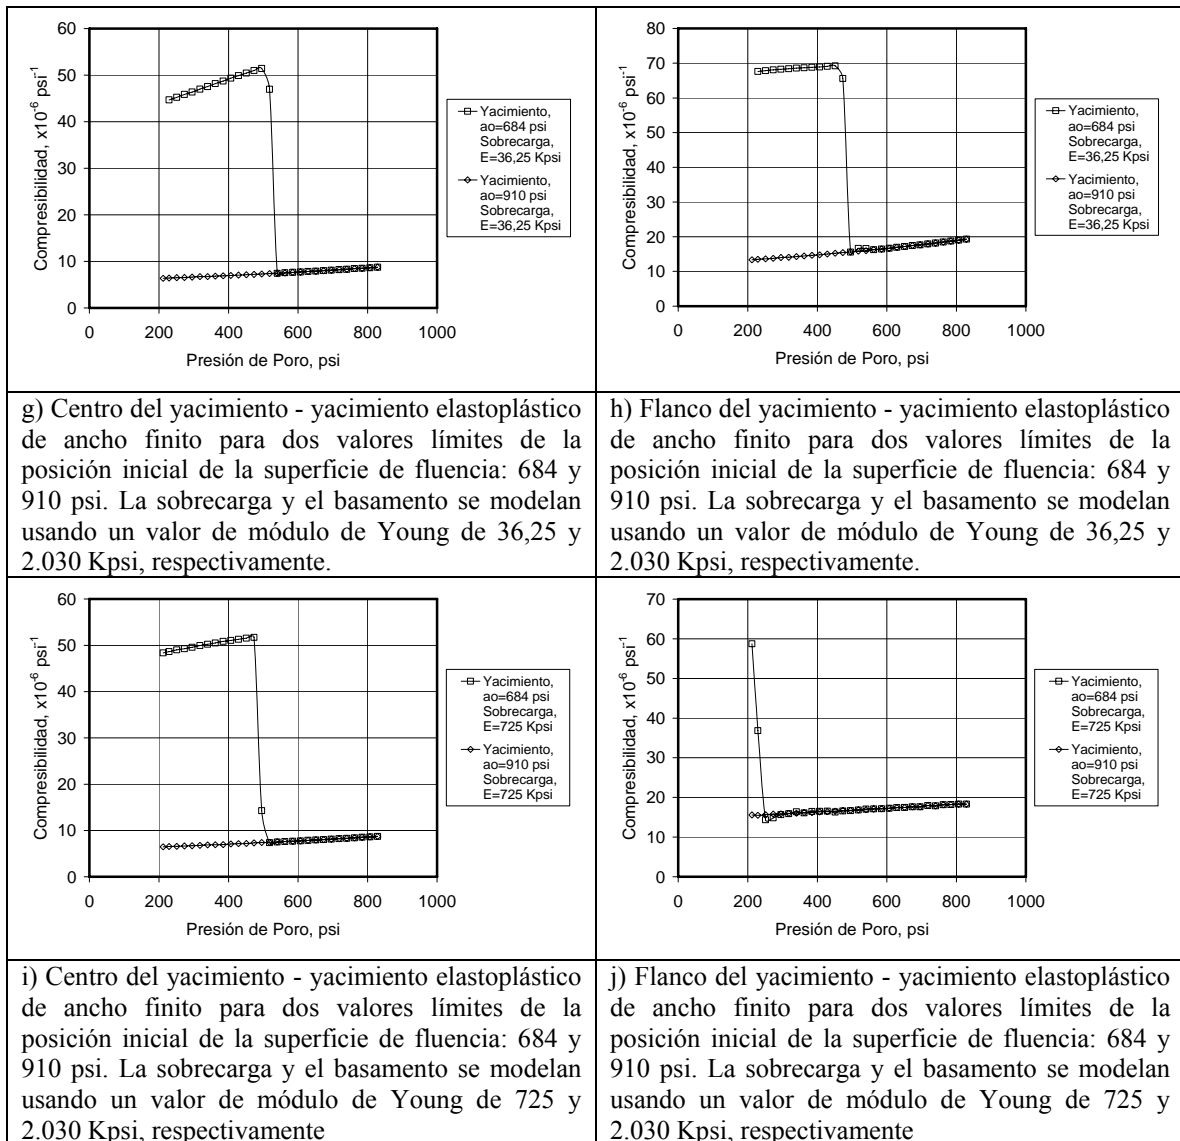 60
50
40
30
20
10
0
0 200 400 600 800 1000
Compresibilidad, x10⁻⁶ psi⁻¹
Presión de Poro, psi
Yacimiento,
ao=684 psi
Sobrecarga,
E=36,25 Kpsi
Yacimiento,
ao=910 psi
Sobrecarga,
E=36,25 Kpsi
80
70
60
50
40
30
20
10
0
0 200 400 600 800 1000
Compresibilidad, x10⁻⁶ psi⁻¹
Presión de Poro, psi
Yacimiento,
ao=684 psi
Sobrecarga,
E=36,25 Kpsi
Yacimiento,
ao=910 psi
Sobrecarga,
E=36,25 Kpsi
g) Centro del yacimiento - yacimiento elastoplástico
de ancho finito para dos valores límites de la
posición inicial de la superficie de fluencia: 684 y
910 psi. La sobrecarga y el basamento se modelan
usando un valor de módulo de Young de 36,25 y
2.030 Kpsi, respectivamente.
h) Flanco del yacimiento - yacimiento elastoplástico
de ancho finito para dos valores límites de la
posición inicial de la superficie de fluencia: 684 y
910 psi. La sobrecarga y el basamento se modelan
usando un valor de módulo de Young de 36,25 y
2.030 Kpsi, respectivamente.
60
50
40
30
20
10
0
0 200 400 600 800 1000
Compresibilidad, x10⁻⁶ psi⁻¹
Presión de Poro, psi
Yacimiento,
ao=684 psi
Sobrecarga,
E=725 Kpsi
Yacimiento,
ao=910 psi
Sobrecarga,
E=725 Kpsi
70
60
50
40
30
20
10
0
0 200 400 600 800 1000
Compresibilidad, x10⁻⁶ psi⁻¹
Presión de Poro, psi
Yacimiento,
ao=684 psi
Sobrecarga,
E=725 Kpsi
Yacimiento,
ao=910 psi
Sobrecarga,
E=725 Kpsi
i) Centro del yacimiento - yacimiento elastoplástico
de ancho finito para dos valores límites de la
posición inicial de la superficie de fluencia: 684 y
910 psi. La sobrecarga y el basamento se modelan
usando un valor de módulo de Young de 725 y
2.030 Kpsi, respectivamente
j) Flanco del yacimiento - yacimiento elastoplástico
de ancho finito para dos valores límites de la
posición inicial de la superficie de fluencia: 684 y
910 psi. La sobrecarga y el basamento se modelan
usando un valor de módulo de Young de 725 y
2.030 Kpsi, respectivamente